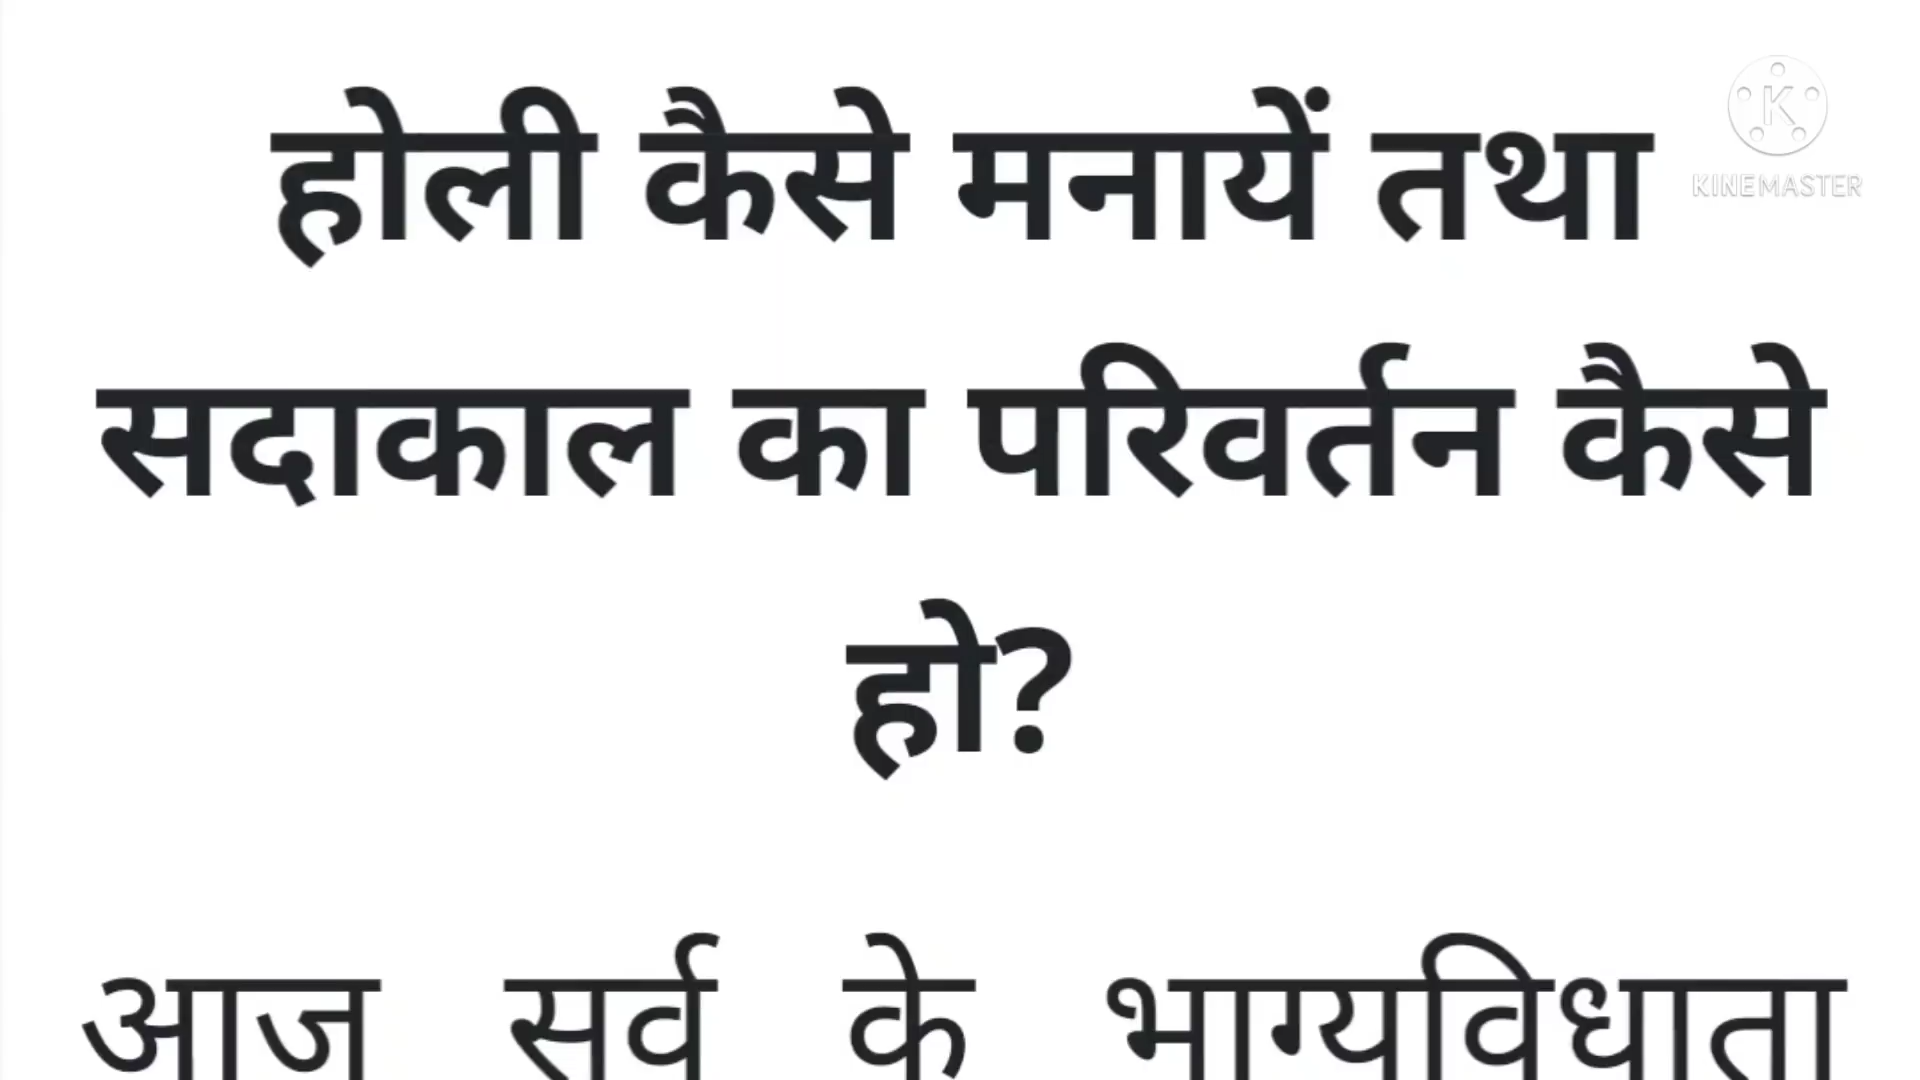 होली कैसे मनायें तथा
KINEMASTER
सदाकाल का परिवर्तन कैसे
हो?
आज सर्व के भाग्यविधाता